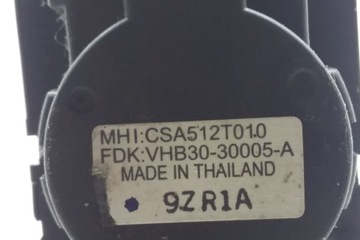 MHI:CSA512T010
FDK:VHB30-30005-A
MADE IN THAILAND
9ZR1A